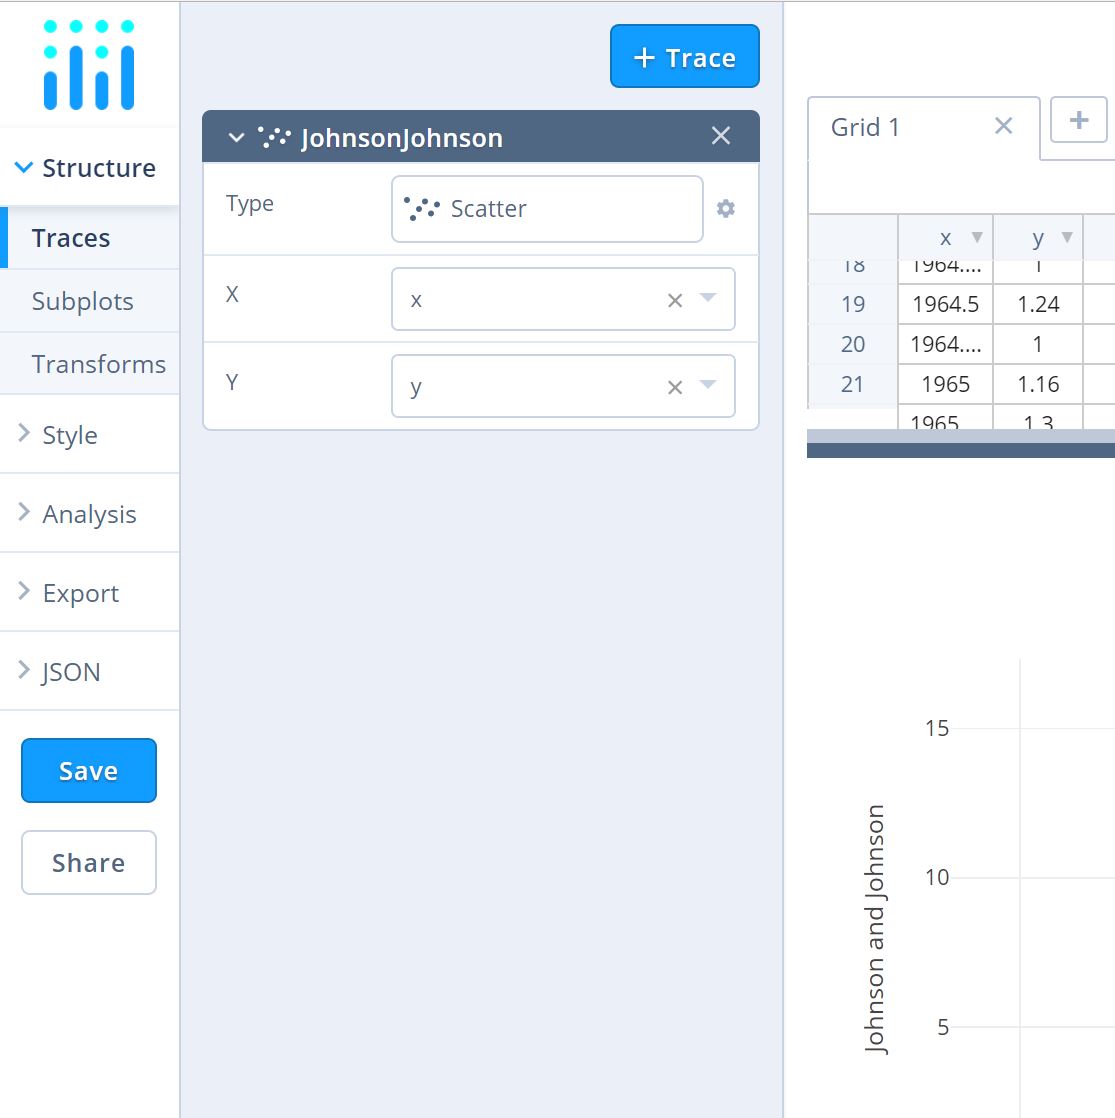 + Trace
JohnsonJohnson
Type
Scatter
X
x
Y
y
Structure
Traces
Subplots
Transforms
Style
Analysis
Export
JSON
Save
Share
Grid 1
+
x y
18 1964.... 1
19 1964.5 1.24
20 1964.... 1
21 1965 1.16
1965 1.3
15
10
5
Johnson and Johnson